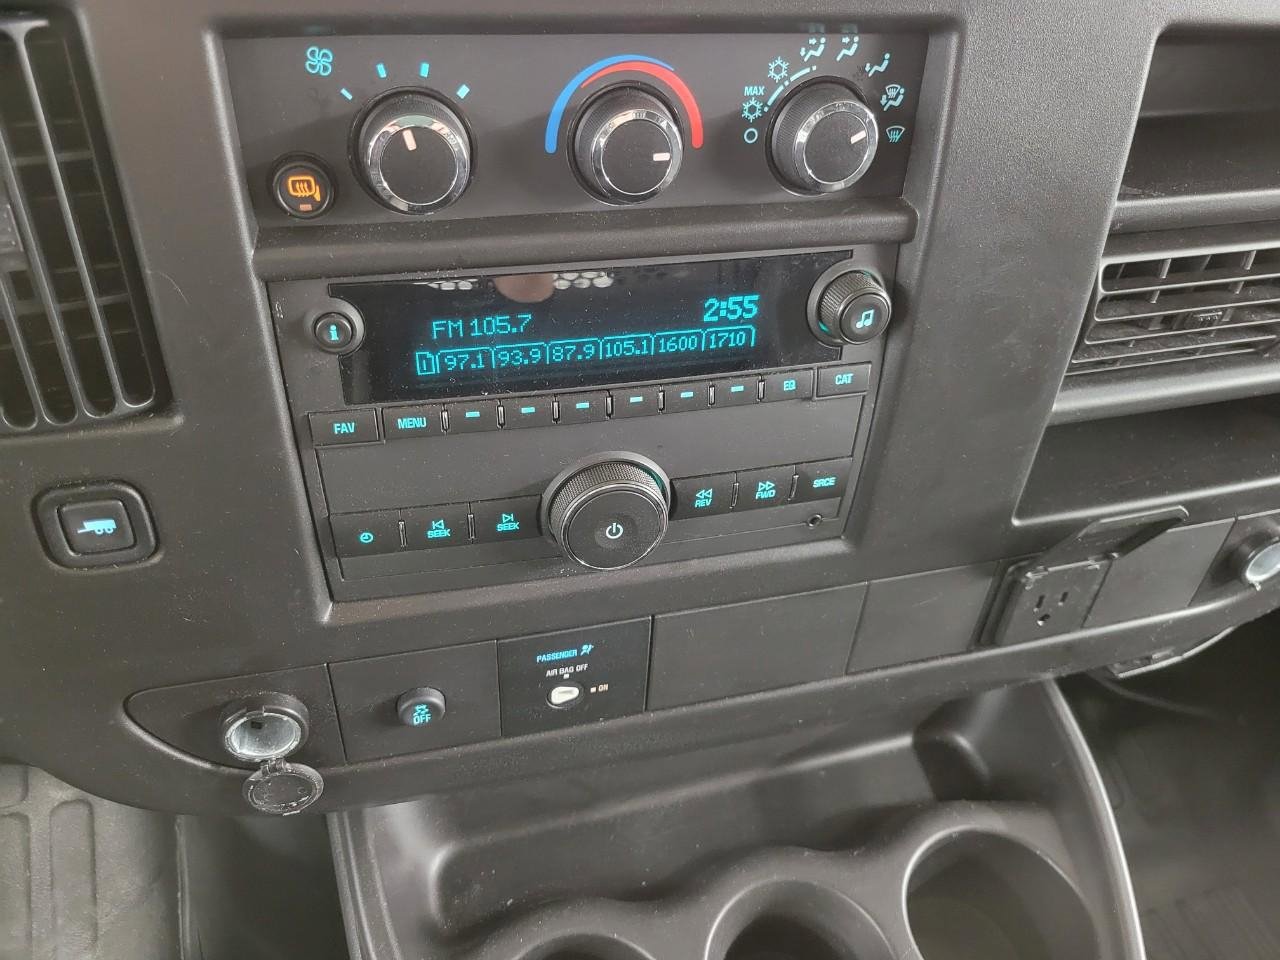 MAX
2:55
FM 105.7
1 97.1 93.9 87.9 105.1 1600 1710
FAV MENU EQ CAT
SEEK SEEK REV FWD SRCE
PASSENGER
AIR BAG OFF
ON
OFF